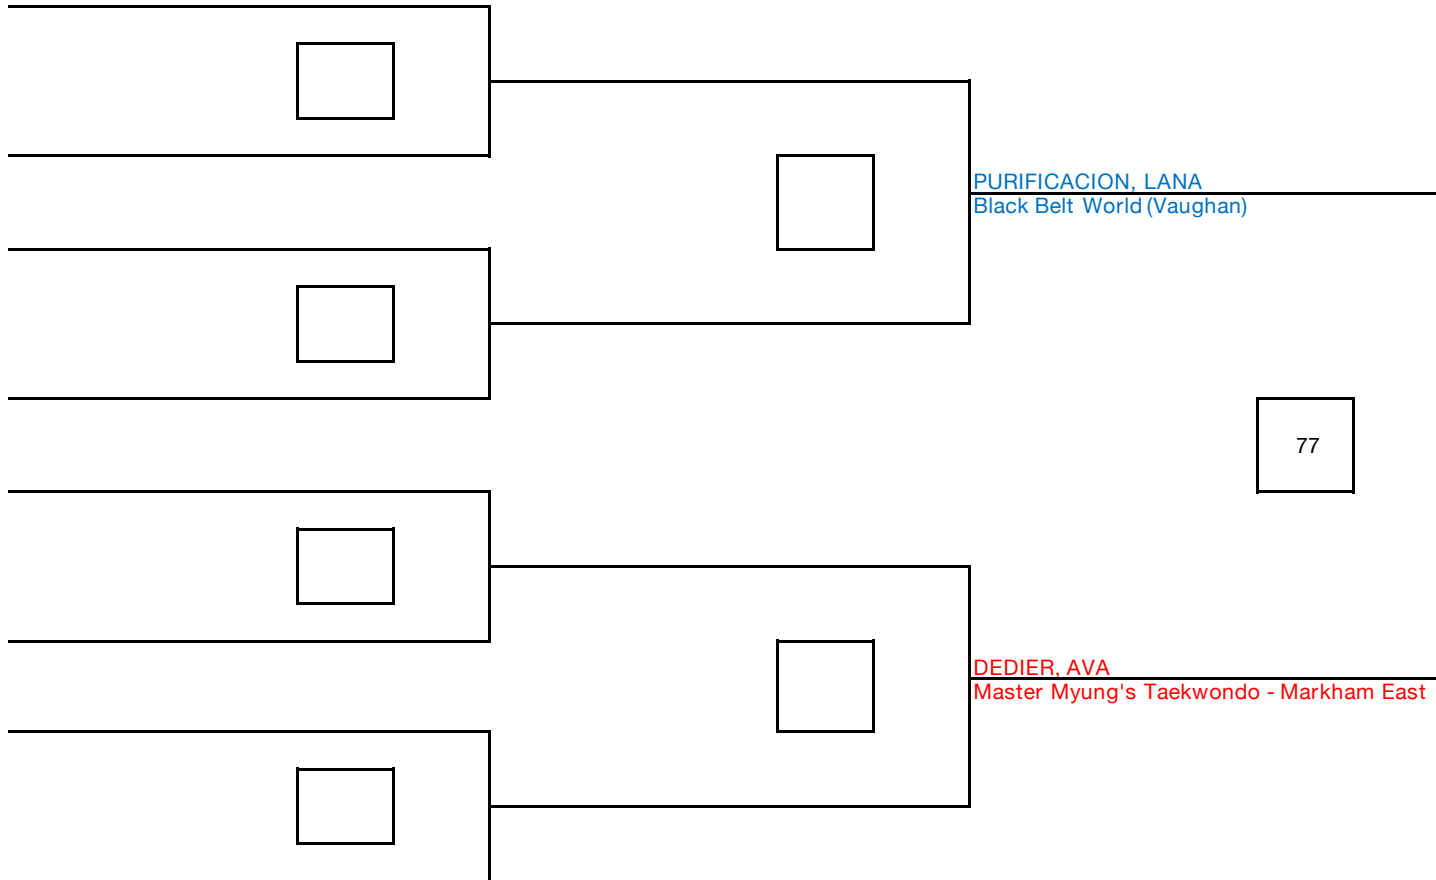 PURIFICACION, LANA
Black Belt World (Vaughan)
77
DEDIER, AVA
Master Myung's Taekwondo - Markham East